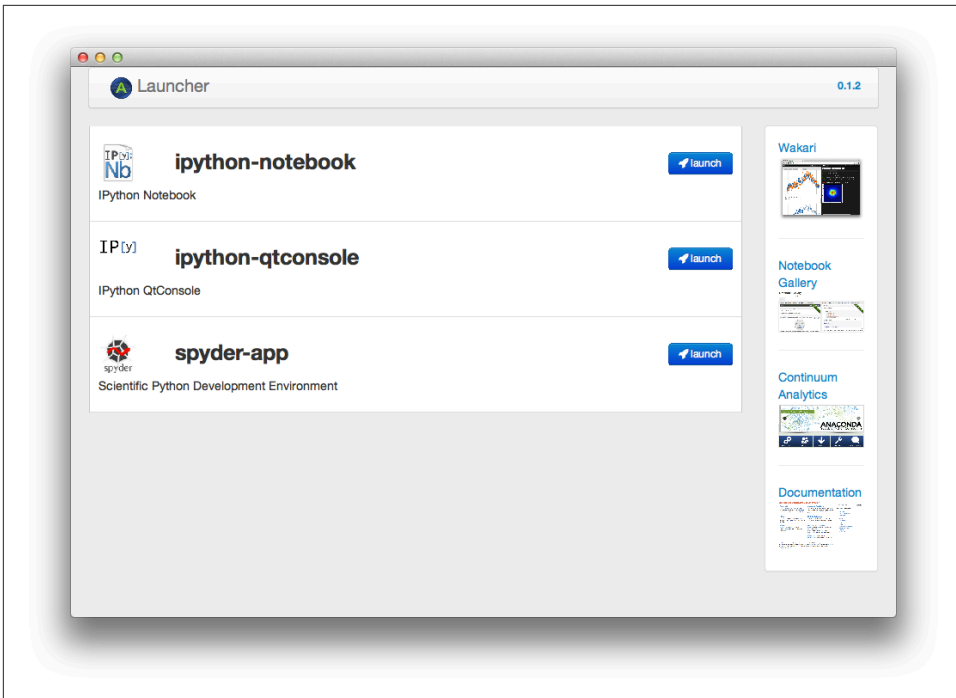 A Launcher
0.1.2
IP[y]:
Nb
ipython-notebook
launch
IPython Notebook
IP[y]
ipython-qtconsole
launch
IPython QtConsole
spyder
spyder-app
launch
Scientific Python Development Environment
Wakari
Notebook
Gallery
Continuum
Analytics
ANACONDA
Documentation